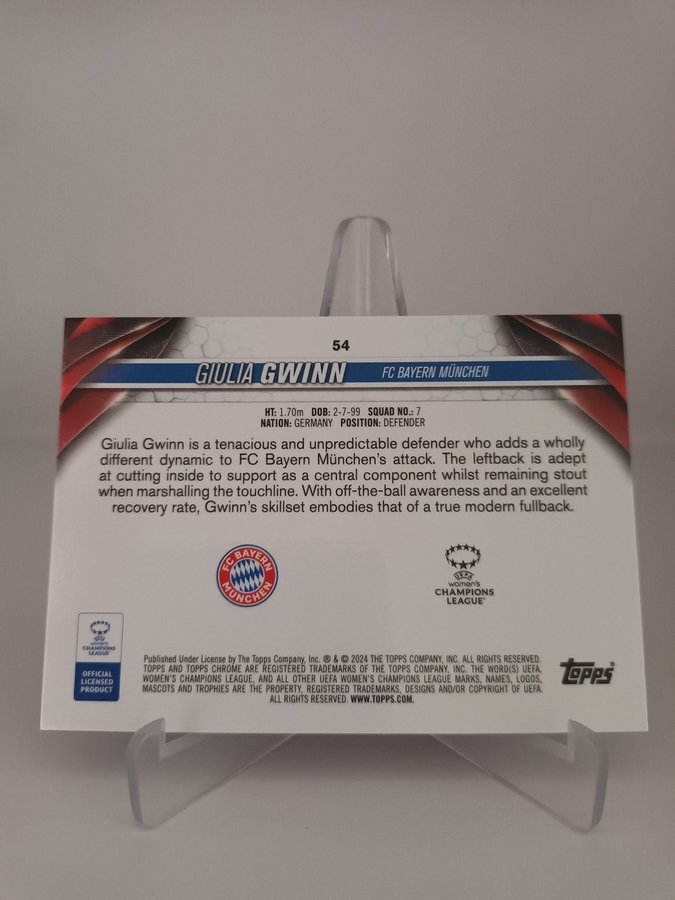 54
GIULIA GWINN FC BAYERN MÜNCHEN
HT: 1.70m DOB: 2-7-99 SQUAD NO.: 7
NATION: GERMANY POSITION: DEFENDER
Giulia Gwinn is a tenacious and unpredictable defender who adds a wholly
different dynamic to FC Bayern München's attack. The leftback is adept
at cutting inside to support as a central component whilst remaining stout
when marshalling the touchline. With off-the-ball awareness and an excellent
recovery rate, Gwinn's skillset embodies that of a true modern fullback.
FC BAYERN
MÜNCHEN
UEFA
women's
CHAMPIONS
LEAGUE
women's
CHAMPIONS
LEAGUE
OFFICIAL
LICENSED
PRODUCT
Published Under License by The Topps Company, Inc. ® & © 2024 THE TOPPS COMPANY, INC. ALL RIGHTS RESERVED.
TOPPS AND TOPPS CHROME ARE REGISTERED TRADEMARKS OF THE TOPPS COMPANY, INC. THE WORD(S) UEFA,
WOMEN'S CHAMPIONS LEAGUE, AND ALL OTHER UEFA WOMEN'S CHAMPIONS LEAGUE MARKS, NAMES, LOGOS,
MASCOTS AND TROPHIES ARE THE PROPERTY, REGISTERED TRADEMARKS, DESIGNS AND/OR COPYRIGHT OF UEFA.
ALL RIGHTS RESERVED. WWW.TOPPS.COM.
topps®